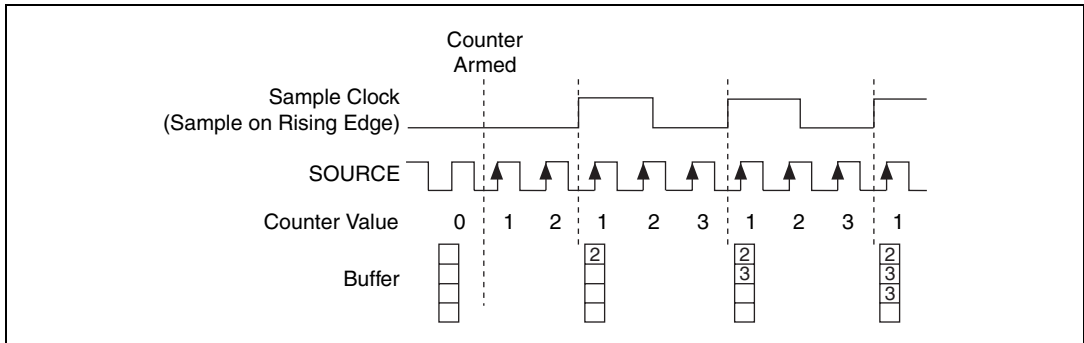 Counter
Armed
Sample Clock
(Sample on Rising Edge)
SOURCE
Counter Value 0 1 2 1 2 3 1 2 3 1
Buffer
2 2 2
3 3
3